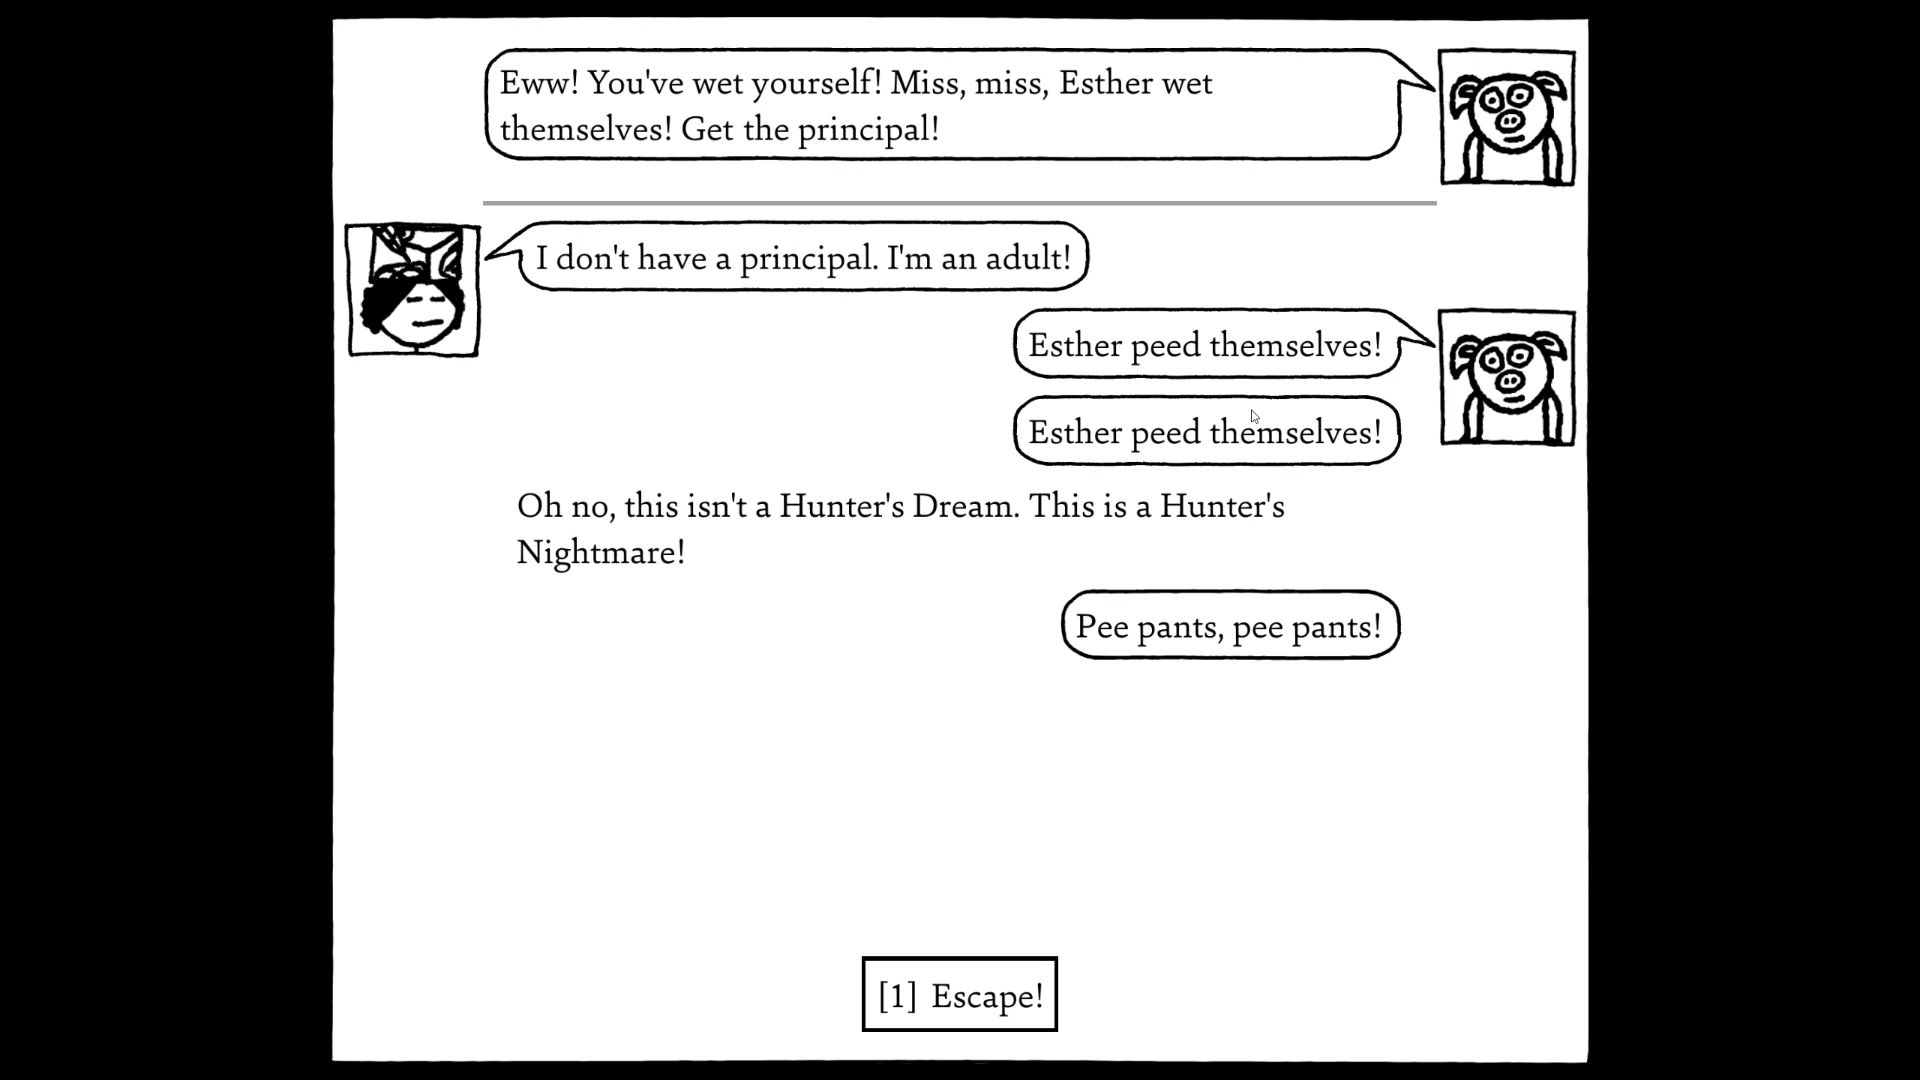 Eww! You've wet yourself! Miss, miss, Esther wet
themselves! Get the principal!
I don't have a principal. I'm an adult!
Esther peed themselves!
Esther peed themselves!
Oh no, this isn't a Hunter's Dream. This is a Hunter's
Nightmare!
Pee pants, pee pants!
[1] Escape!